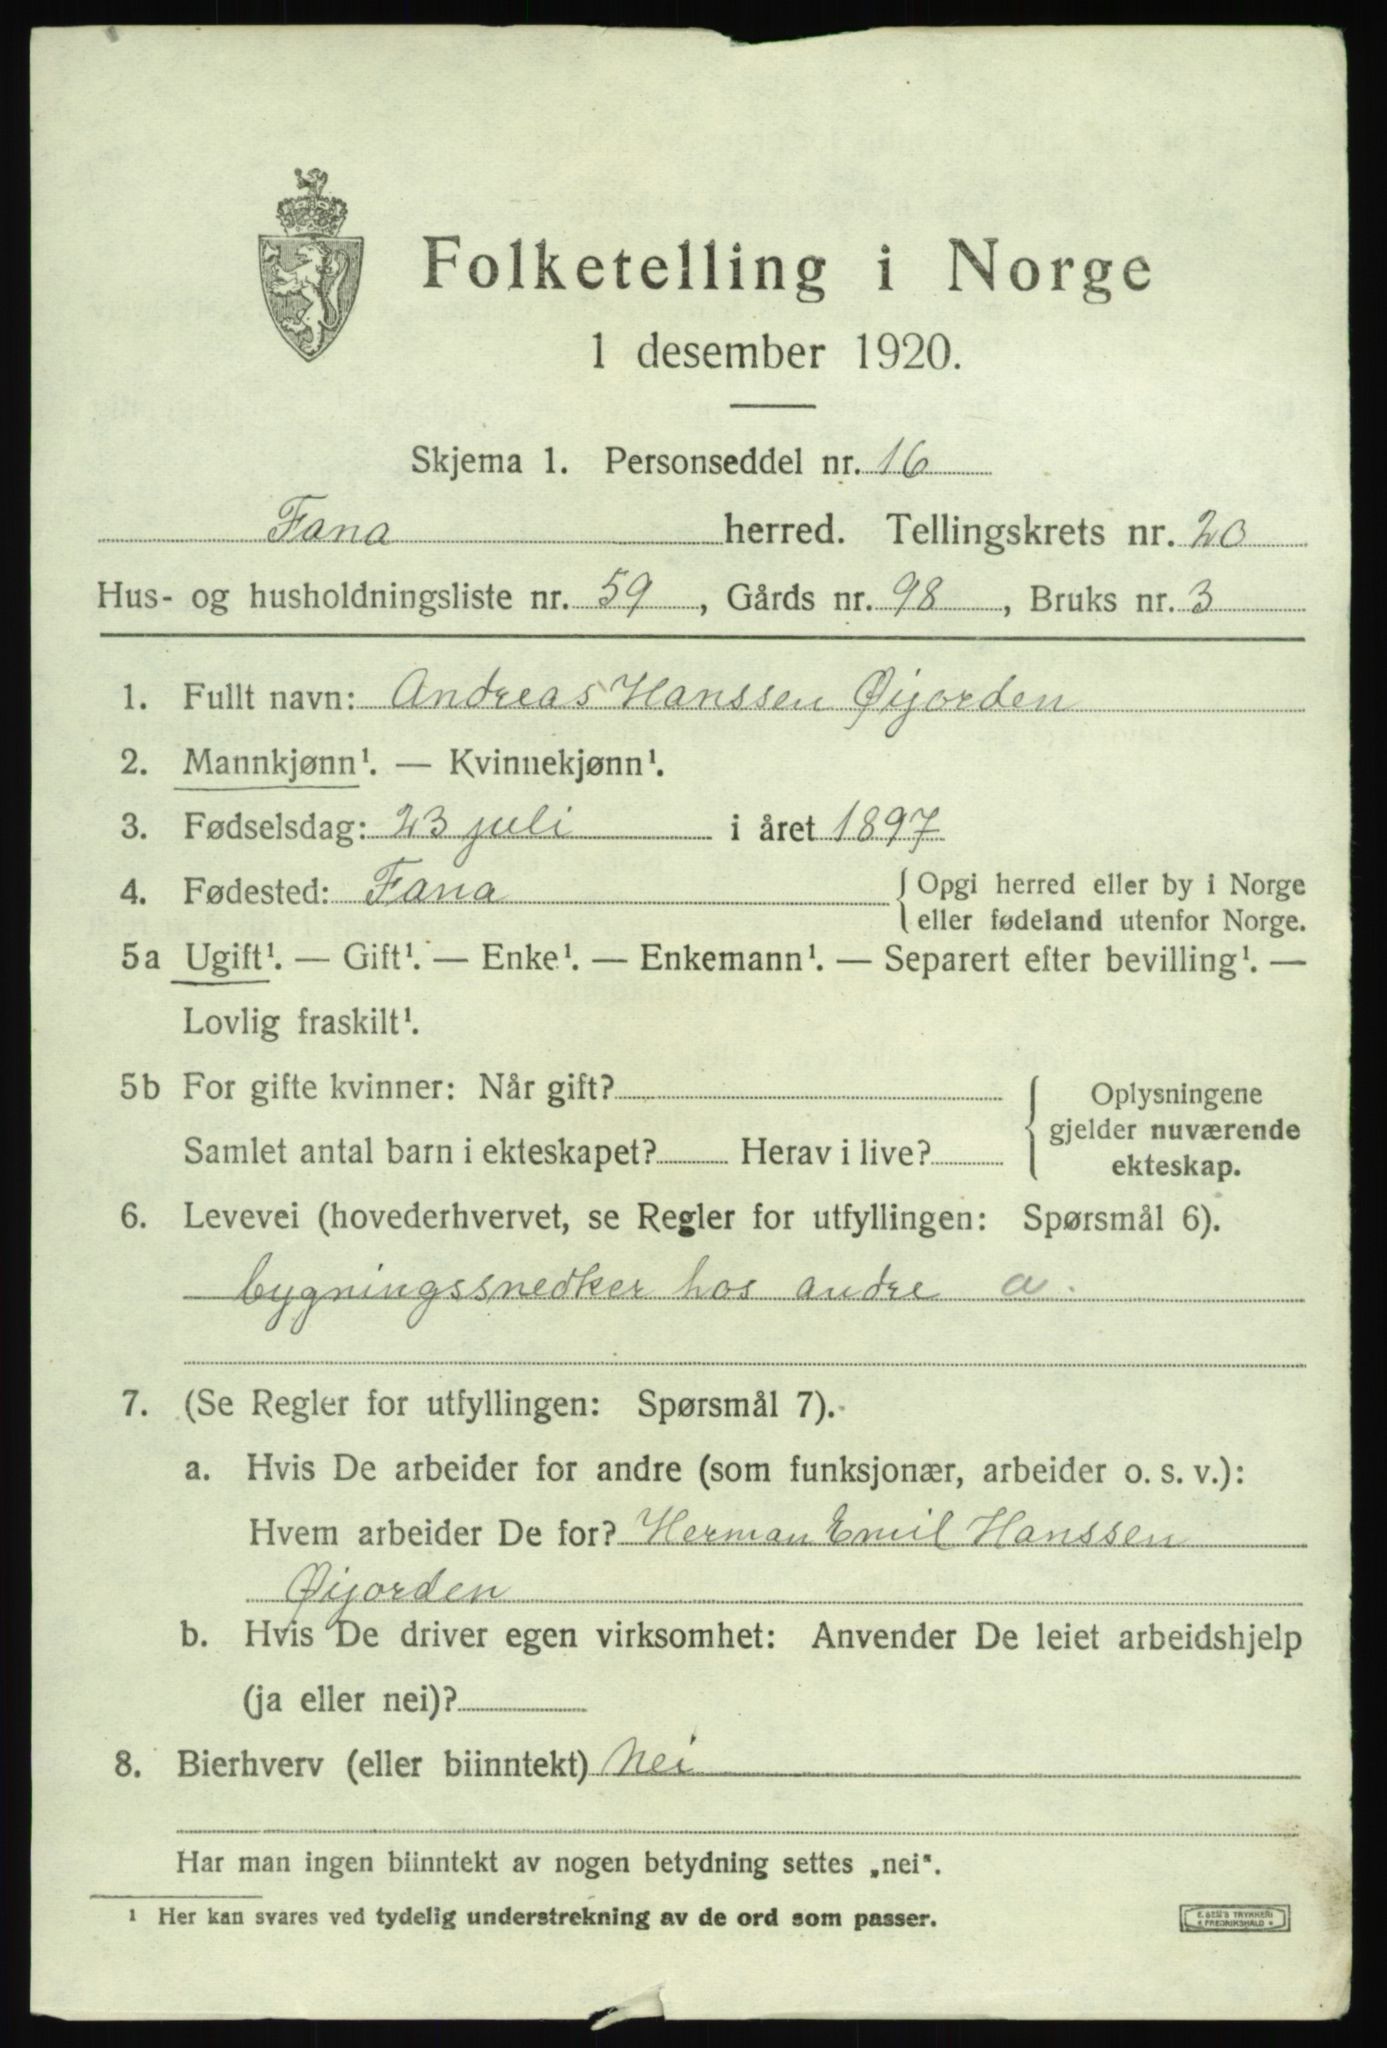 Folketelling i Norge
1 desember 1920.
Skjema 1. Personseddel nr. 16
Fana herred. Tellingskrets nr. 20
Hus- og husholdningsliste nr. 59, Gårds nr. 98, Bruks nr. 3
1. Fullt navn: Andreas Hanssen Øijorden
2. Mannkjønn¹. — Kvinnekjønn¹.
3. Fødselsdag: 23 juli i året 1897
4. Fødested: Fana { Opgi herred eller by i Norge
eller fødeland utenfor Norge.
5a Ugift¹. — Gift¹. — Enke¹. — Enkemann¹. — Separert efter bevilling¹. —
Lovlig fraskilt¹.
5b For gifte kvinner: Når gift?
Samlet antal barn i ekteskapet? Herav i live?
{ Oplysningene
gjelder nuværende
ekteskap.
6. Levevei (hovederhvervet, se Regler for utfyllingen: Spørsmål 6).
bygningssnedker hos andre a.
7. (Se Regler for utfyllingen: Spørsmål 7).
a. Hvis De arbeider for andre (som funksjonær, arbeider o. s. v.):
Hvem arbeider De for? Herman Emil Hanssen
Øijorden
b. Hvis De driver egen virksomhet: Anvender De leiet arbeidshjelp
(ja eller nei)?
8. Bierhverv (eller biinntekt) Nei
Har man ingen biinntekt av nogen betydning settes „nei“.
¹ Her kan svares ved tydelig understrekning av de ord som passer.
E. SEM'S TRYKKERI
FREDRIKSHALD